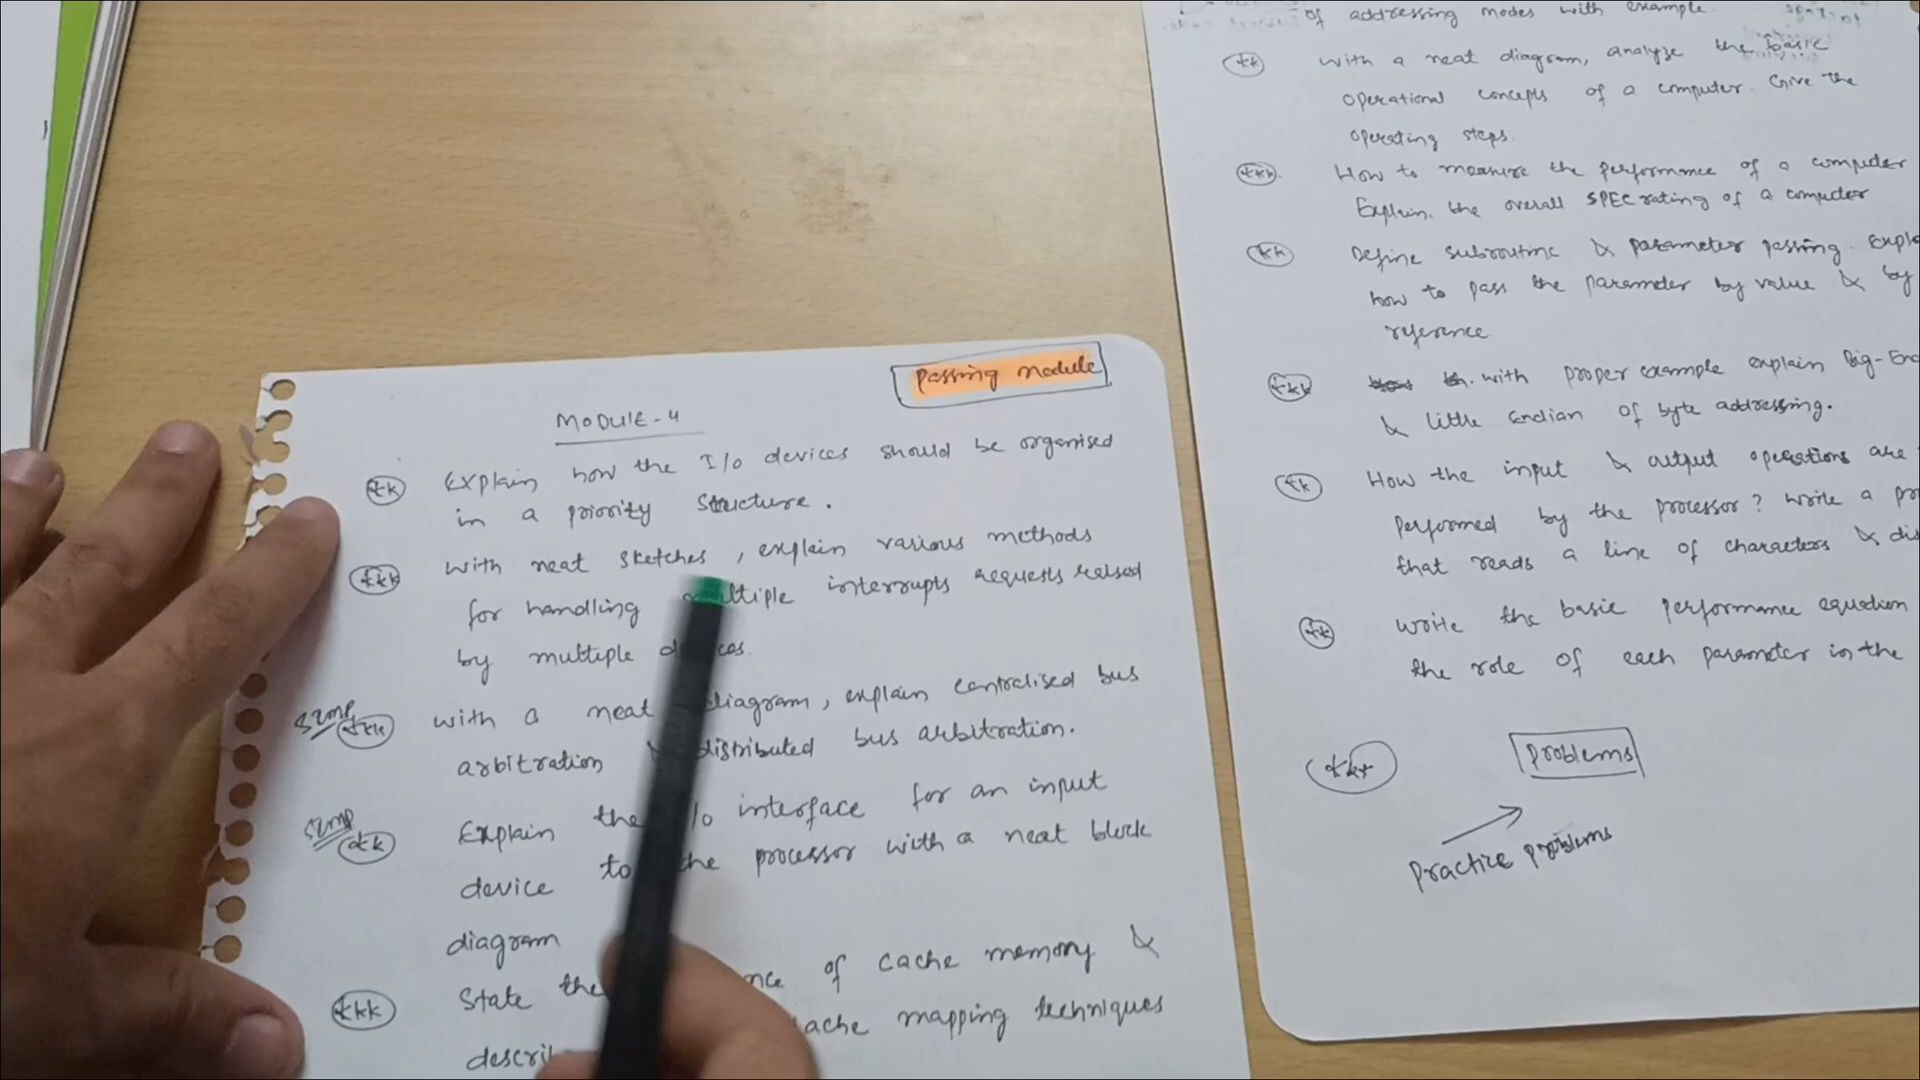 Passing module
MODULE-4
Explain how the I/o devices should be organised
in a priority structure.
with neat sketches, explain various methods
for handling multiple interrupts requests raised
by multiple
with a neat diagram, explain centralised bus
arbitration & distributed bus arbitration.
Explain the interface for an input
device to the processor with a neat block
diagram
State the of cache memory &
mapping techniques
of addressing modes with example
with a neat diagram, analyze the basic
operational concepts of a computer. Give the
operating steps.
How to measure the performance of a computer
Explain. the overall SPEC rating of a computer
Define subroutine & parameter passing.
how to pass the parameter by value & by
reference
with proper example explain Big-
& little Endian of byte addressing.
How the input & output operations are
performed by the processor? write a
that reads a line of characters &
write the basic performance equation
the role of each parameter in the
Problems
Practice problems